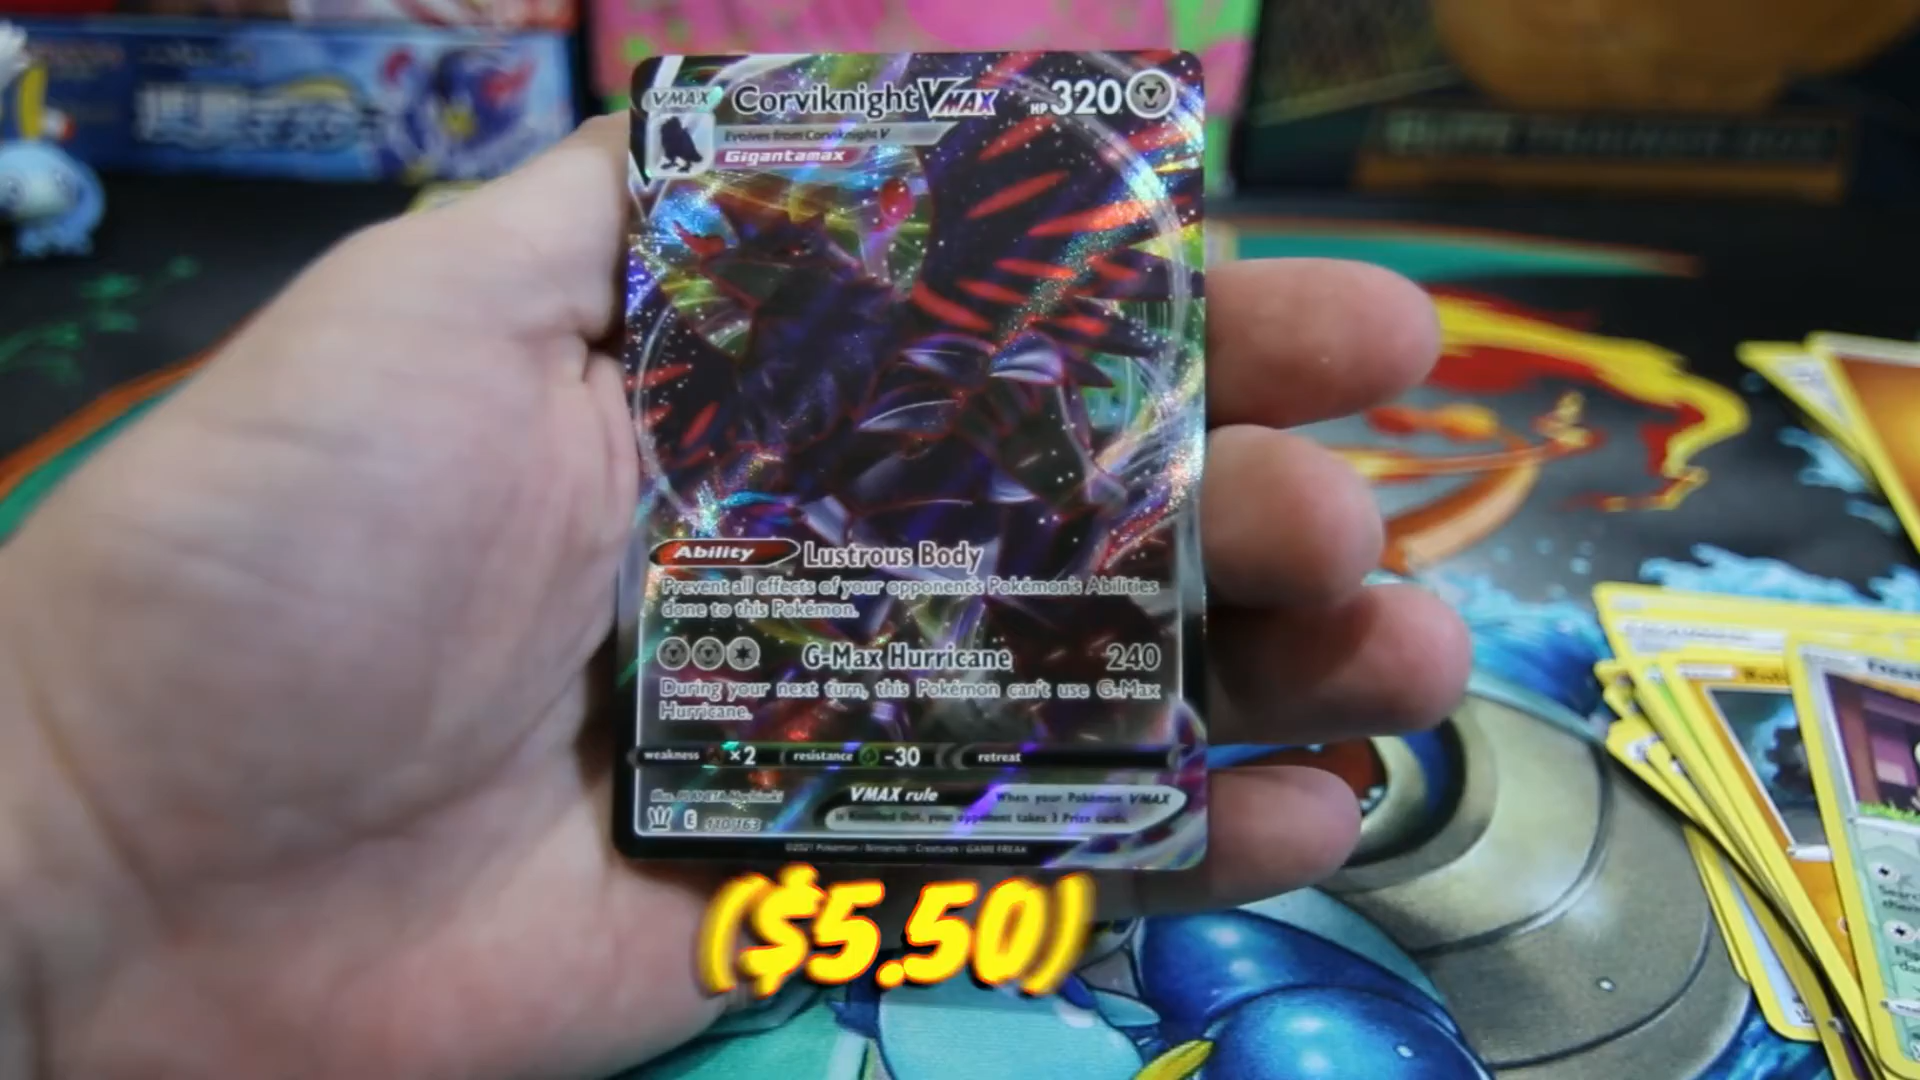 VMAX Corviknight VMAX HP 320
Evolves from Corviknight V
Gigantamax
Ability Lustrous Body
Prevent all effects of your opponent's Pokémon's Abilities
done to this Pokémon.
G-Max Hurricane 240
During your next turn, this Pokémon can't use G-Max
Hurricane.
weakness ×2 resistance -30 retreat
VMAX rule When your Pokémon VMAX
is Knocked Out, your opponent takes 3 Prize cards.
E 110/163
©2021 Pokémon / Nintendo / Creatures / GAME FREAK
($5.50)